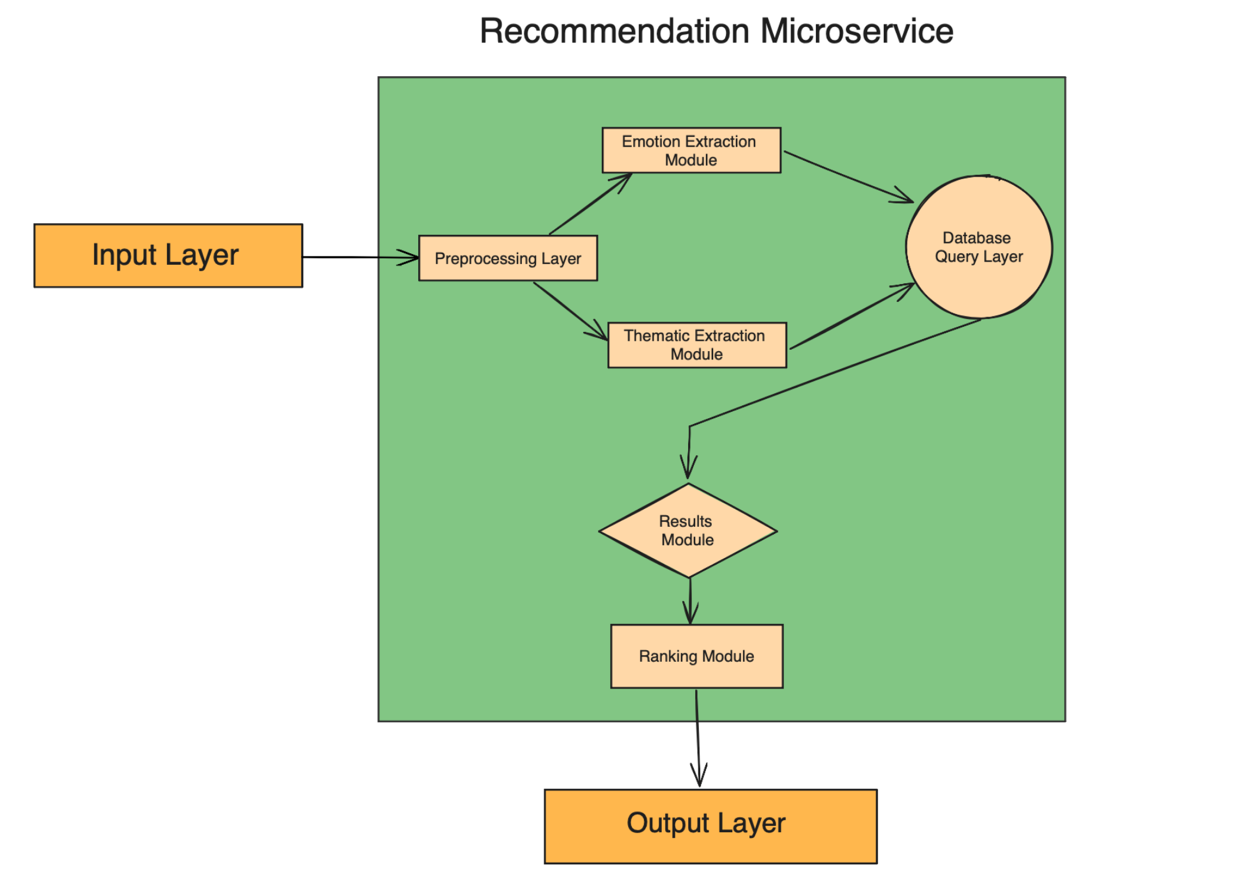 Recommendation Microservice
Emotion Extraction
Module
Input Layer
Preprocessing Layer
Database
Query Layer
Thematic Extraction
Module
Results
Module
Ranking Module
Output Layer